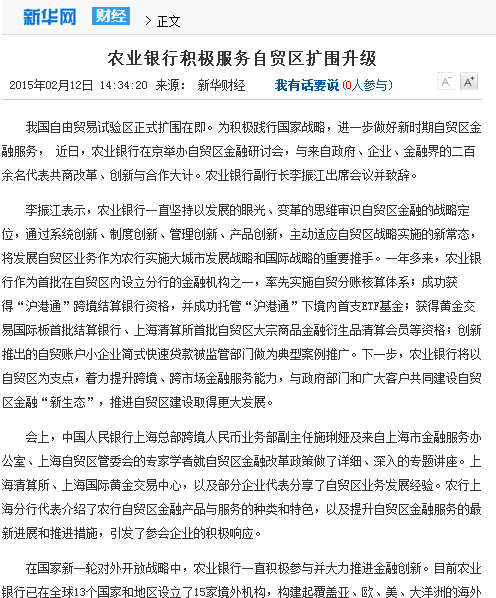 新华网 财经 > 正文
农业银行积极服务自贸区扩围升级
2015年02月12日 14:34:20 来源： 新华财经 我有话要说(0人参与) A- A+
我国自由贸易试验区正式扩围在即。为积极践行国家战略，进一步做好新时期自贸区金
融服务， 近日，农业银行在京举办自贸区金融研讨会，与来自政府、企业、金融界的二百
余名代表共商改革、创新与合作大计。农业银行副行长李振江出席会议并致辞。
李振江表示，农业银行一直坚持以发展的眼光、变革的思维审识自贸区金融的战略定
位，通过系统创新、制度创新、管理创新、产品创新，主动适应自贸区战略实施的新常态，
将发展自贸区业务作为农行实施大城市发展战略和国际战略的重要推手。一年多来，农业银
行作为首批在自贸区内设立分行的金融机构之一，率先实施自贸分账核算体系；成功获
得“沪港通”跨境结算银行资格，并成功托管“沪港通”下境内首支ETF基金；获得黄金交
易国际板首批结算银行、上海清算所首批自贸区大宗商品金融衍生品清算会员等资格；创新
推出的自贸账户小企业简式快速贷款被监管部门做为典型案例推广。下一步，农业银行将以
自贸区为支点，着力提升跨境、跨市场金融服务能力，与政府部门和广大客户共同建设自贸
区金融“新生态”，推进自贸区建设取得更大发展。
会上，中国人民银行上海总部跨境人民币业务部副主任施琍娅及来自上海市金融服务办
公室、上海自贸区管委会的专家学者就自贸区金融改革政策做了详细、深入的专题讲座。上
海清算所、上海国际黄金交易中心，以及部分企业代表分享了自贸区业务发展经验。农行上
海分行代表介绍了农行自贸区金融产品与服务的种类和特色，以及提升自贸区金融服务的最
新进展和推进措施，引发了参会企业的积极响应。
在国家新一轮对外开放战略中，农业银行一直积极参与并大力推进金融创新。目前农业
银行已在全球13个国家和地区设立了15家境外机构，构建起覆盖亚、欧、美、大洋洲的海外